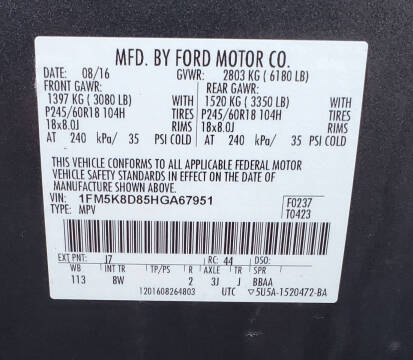 MFD. BY FORD MOTOR CO.
DATE: 08/16 GVWR: 2803 KG ( 6180 LB)
FRONT GAWR: REAR GAWR:
1397 KG ( 3080 LB) WITH 1520 KG ( 3350 LB) WITH
P245/60R18 104H TIRES P245/60R18 104H TIRES
18x8.0J RIMS 18x8.0J RIMS
AT 240 kPa/ 35 PSI COLD AT 240 kPa/ 35 PSI COLD
THIS VEHICLE CONFORMS TO ALL APPLICABLE FEDERAL MOTOR
VEHICLE SAFETY AND THEFT PREVENTION STANDARDS IN EFFECT ON
THE DATE OF MANUFACTURE SHOWN ABOVE.
VIN: 1FM5K8D85HGA67951 F0237
TYPE: MPV T0423
EXT PNT: J7 RC: 44 DSO:
WB INT TR TP/PS R AXLE TR SPR
113 8W 2 3J J BBAA
1201608264803 UTC 5U5A-1520472-BA